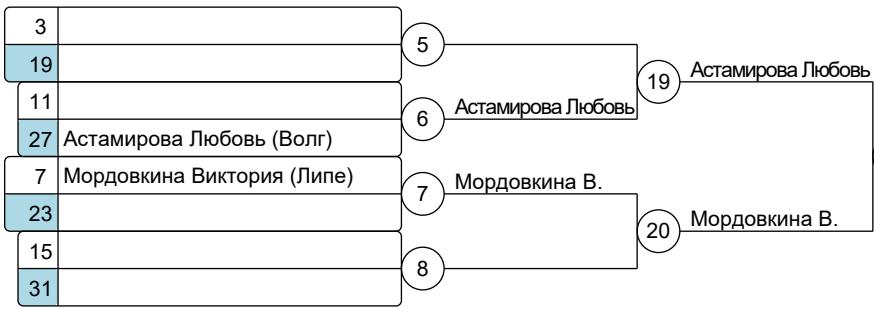 3
5
19
19 Астамирова Любовь
11
6 Астамирова Любовь
27 Астамирова Любовь (Волг)
7 Мордовкина Виктория (Липе)
7 Мордовкина В.
23
20 Мордовкина В.
15
8
31